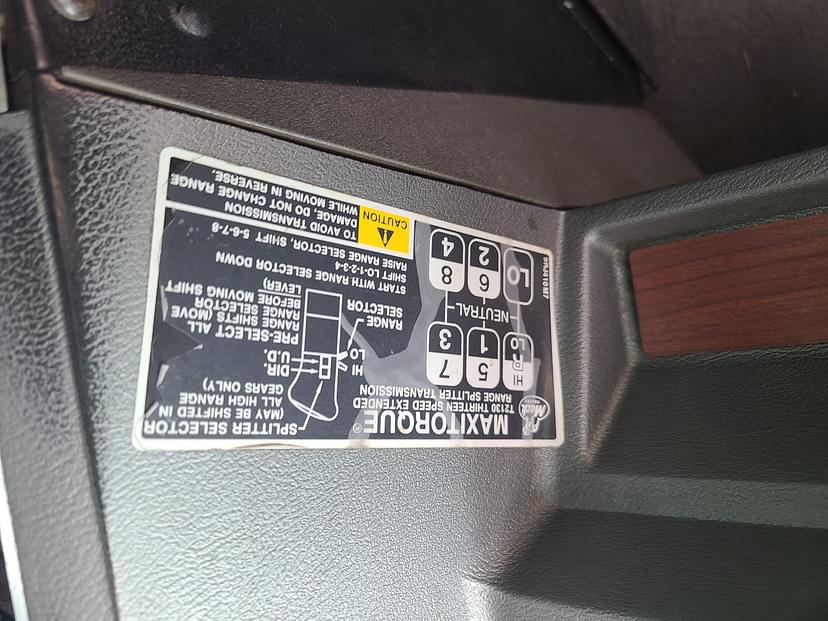 Mack
MAXITORQUE®
T2130 THIRTEEN SPEED EXTENDED
RANGE SPLITTER TRANSMISSION
HI R LO
5 1
7 3
NEUTRAL
LO
6 2
8 4
SPLITTER SELECTOR
(MAY BE SHIFTED IN
ALL HIGH RANGE
GEARS ONLY)
DIR.
U.D.
HI
LO
RANGE
SELECTOR
PRE-SELECT ALL
RANGE SHIFTS (MOVE
RANGE SELECTOR
BEFORE MOVING SHIFT
LEVER)
START WITH RANGE SELECTOR DOWN
SHIFT LO-1-2-3-4
RAISE RANGE SELECTOR, SHIFT 5-6-7-8
CAUTION
TO AVOID TRANSMISSION
DAMAGE, DO NOT CHANGE RANGE
WHILE MOVING IN REVERSE.